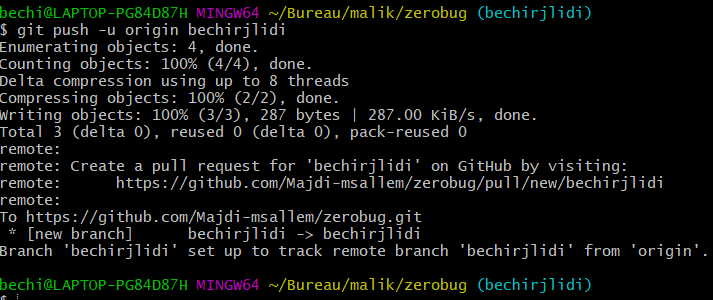 bechi@LAPTOP-PG84D87H MINGW64 ~/Bureau/malik/zerobug (bechirjlidi)
$ git push -u origin bechirjlidi
Enumerating objects: 4, done.
Counting objects: 100% (4/4), done.
Delta compression using up to 8 threads
Compressing objects: 100% (2/2), done.
Writing objects: 100% (3/3), 287 bytes | 287.00 KiB/s, done.
Total 3 (delta 0), reused 0 (delta 0), pack-reused 0
remote:
remote: Create a pull request for 'bechirjlidi' on GitHub by visiting:
remote:      https://github.com/Majdi-msallem/zerobug/pull/new/bechirjlidi
remote:
To https://github.com/Majdi-msallem/zerobug.git
 * [new branch]      bechirjlidi -> bechirjlidi
Branch 'bechirjlidi' set up to track remote branch 'bechirjlidi' from 'origin'.
bechi@LAPTOP-PG84D87H MINGW64 ~/Bureau/malik/zerobug (bechirjlidi)
$